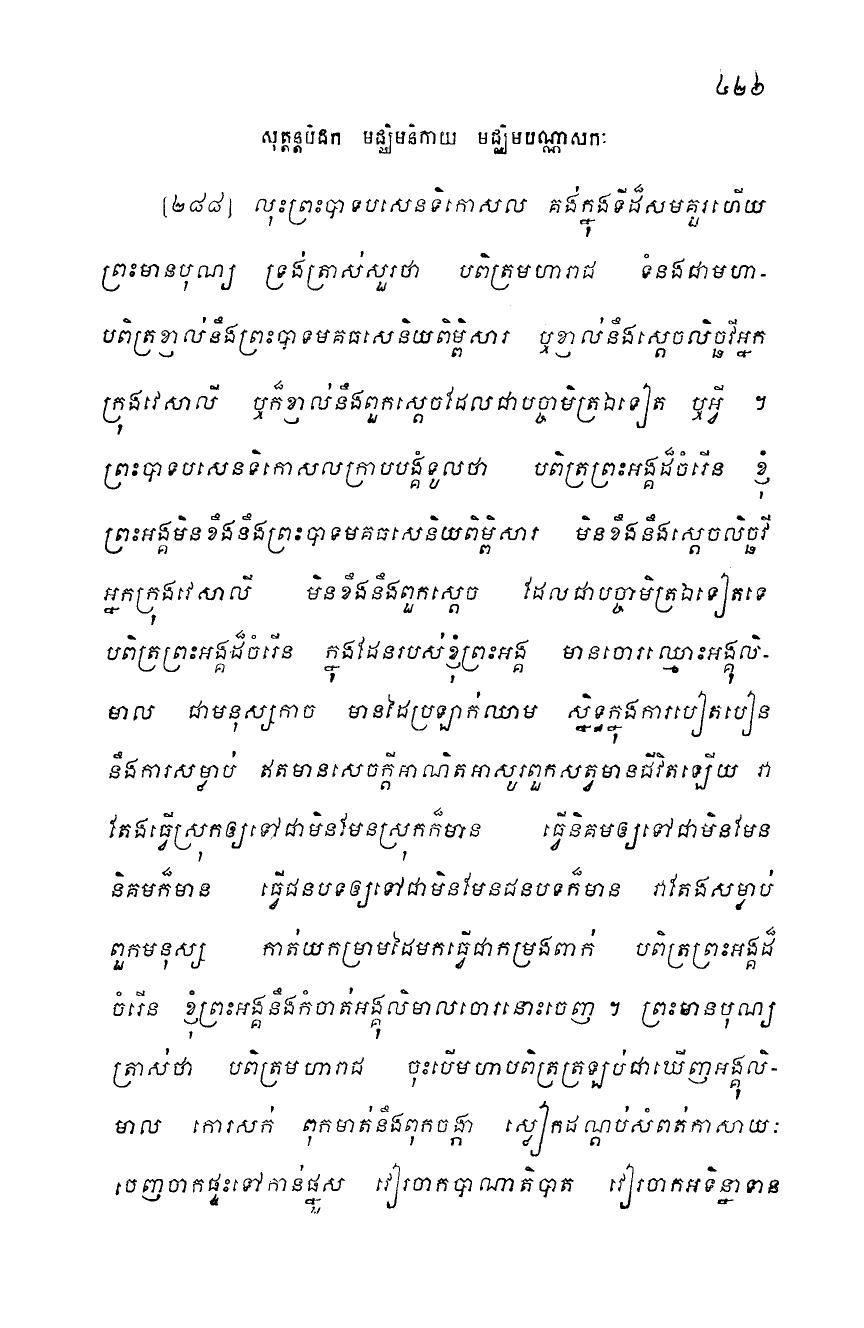 ៤២៦
សុត្តន្តបិដក មជ្ឈិមនិកាយ មជ្ឈិមបណ្ណាសកៈ
[២៨៨] លុះព្រះបាទបសេនទិកោសល គង់ក្នុងទីដ៏សមគួរហើយ
ព្រះមានបុណ្យ ទ្រង់ត្រាស់សួរថា បពិត្រមហារាជ ទំនងជាមហា-
បពិត្រខ្ញាល់នឹងព្រះបាទមគធសេនិយពិម្ពិសារ ឬខ្ញាល់នឹងស្តេចលិច្ឆវីអ្នក
ក្រុងវេសាលី ឬក៏ខ្ញាល់នឹងពួកស្តេចដែលជាបច្ចាមិត្រឯទៀត ឬអ្វី ។
ព្រះបាទបសេនទិកោសលក្រាបបង្គំទូលថា បពិត្រព្រះអង្គដ៏ចំរើន ខ្ញុំ
ព្រះអង្គមិនខឹងនឹងព្រះបាទមគធសេនិយពិម្ពិសារ មិនខឹងនឹងស្តេចលិច្ឆវី
អ្នកក្រុងវេសាលី មិនខឹងនឹងពួកស្តេច ដែលជាបច្ចាមិត្រឯទៀតទេ
បពិត្រព្រះអង្គដ៏ចំរើន ក្នុងដែនរបស់ខ្ញុំព្រះអង្គ មានចោរឈ្មោះអង្គុលិ-
មាល ជាមនុស្សកាច មានដៃប្រឡាក់ឈាម ស្និទ្ធក្នុងការបៀតបៀន
នឹងការសម្លាប់ ឥតមានសេចក្តីអាណិតអាសូរពួកសត្វមានជីវិតឡើយ វា
តែងធ្វើស្រុកឲ្យទៅជាមិនមែនស្រុកក៏មាន ធ្វើនិគមឲ្យទៅជាមិនមែន
និគមក៏មាន ធ្វើជនបទឲ្យទៅជាមិនមែនជនបទក៏មាន វាតែងសម្លាប់
ពួកមនុស្ស កាត់យកម្រាមដៃមកធ្វើជាកម្រងពាក់ បពិត្រព្រះអង្គដ៏
ចំរើន ខ្ញុំព្រះអង្គនឹងកំចាត់អង្គុលិមាលចោរនោះចេញ ។ ព្រះមានបុណ្យ
ត្រាស់ថា បពិត្រមហារាជ ចុះបើមហាបពិត្រត្រឡប់ជាឃើញអង្គុលិ-
មាល កោរសក់ ពុកមាត់នឹងពុកចង្កា ស្លៀកដណ្តប់សំពត់កាសាយៈ
ចេញចាកផ្ទះទៅកាន់ផ្នួស វៀរចាកបាណាតិបាត វៀរចាកអទិន្នាទាន